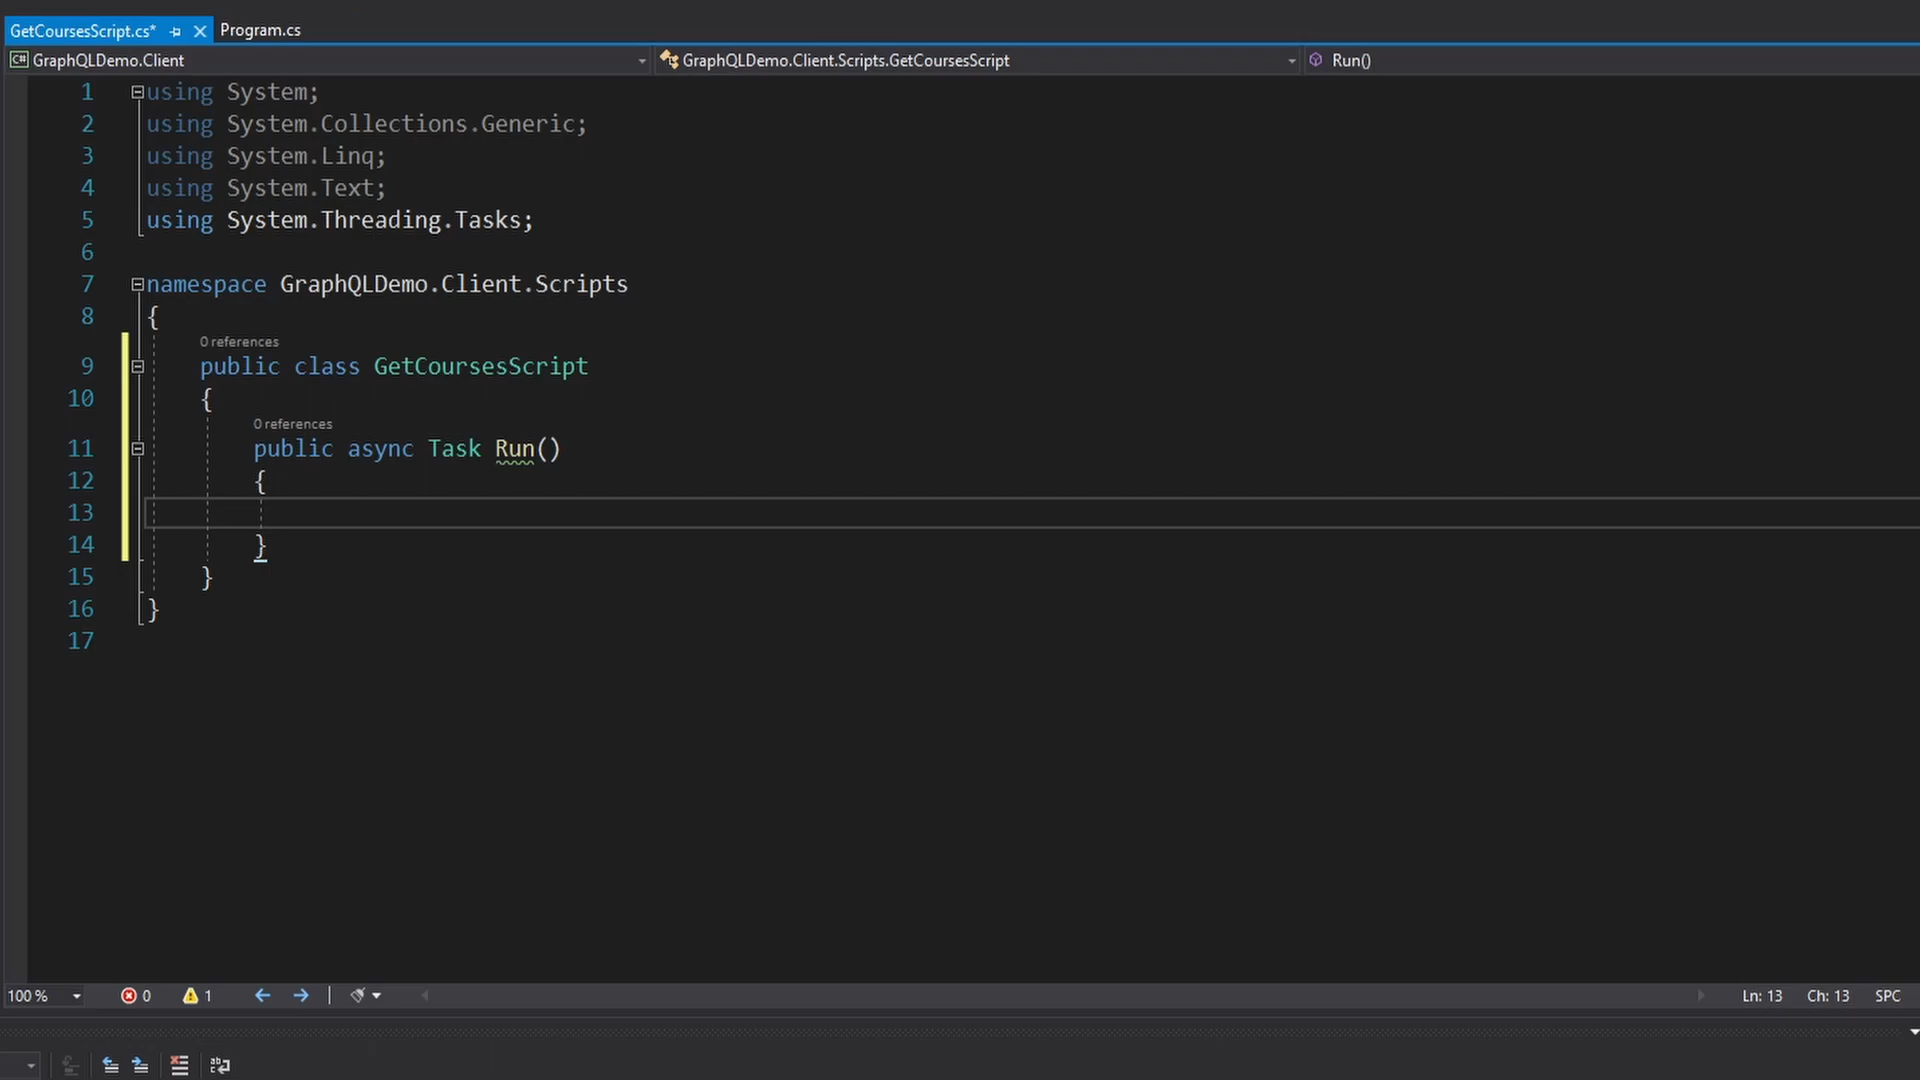 GetCoursesScript.cs* Program.cs
C# GraphQLDemo.Client GraphQLDemo.Client.Scripts.GetCoursesScript Run()
1 using System;
2 using System.Collections.Generic;
3 using System.Linq;
4 using System.Text;
5 using System.Threading.Tasks;
6
7 namespace GraphQLDemo.Client.Scripts
8 {
0 references
9 public class GetCoursesScript
10 {
0 references
11 public async Task Run()
12 {
13
14 }
15 }
16 }
17
100 % 0 1 Ln: 13 Ch: 13 SPC